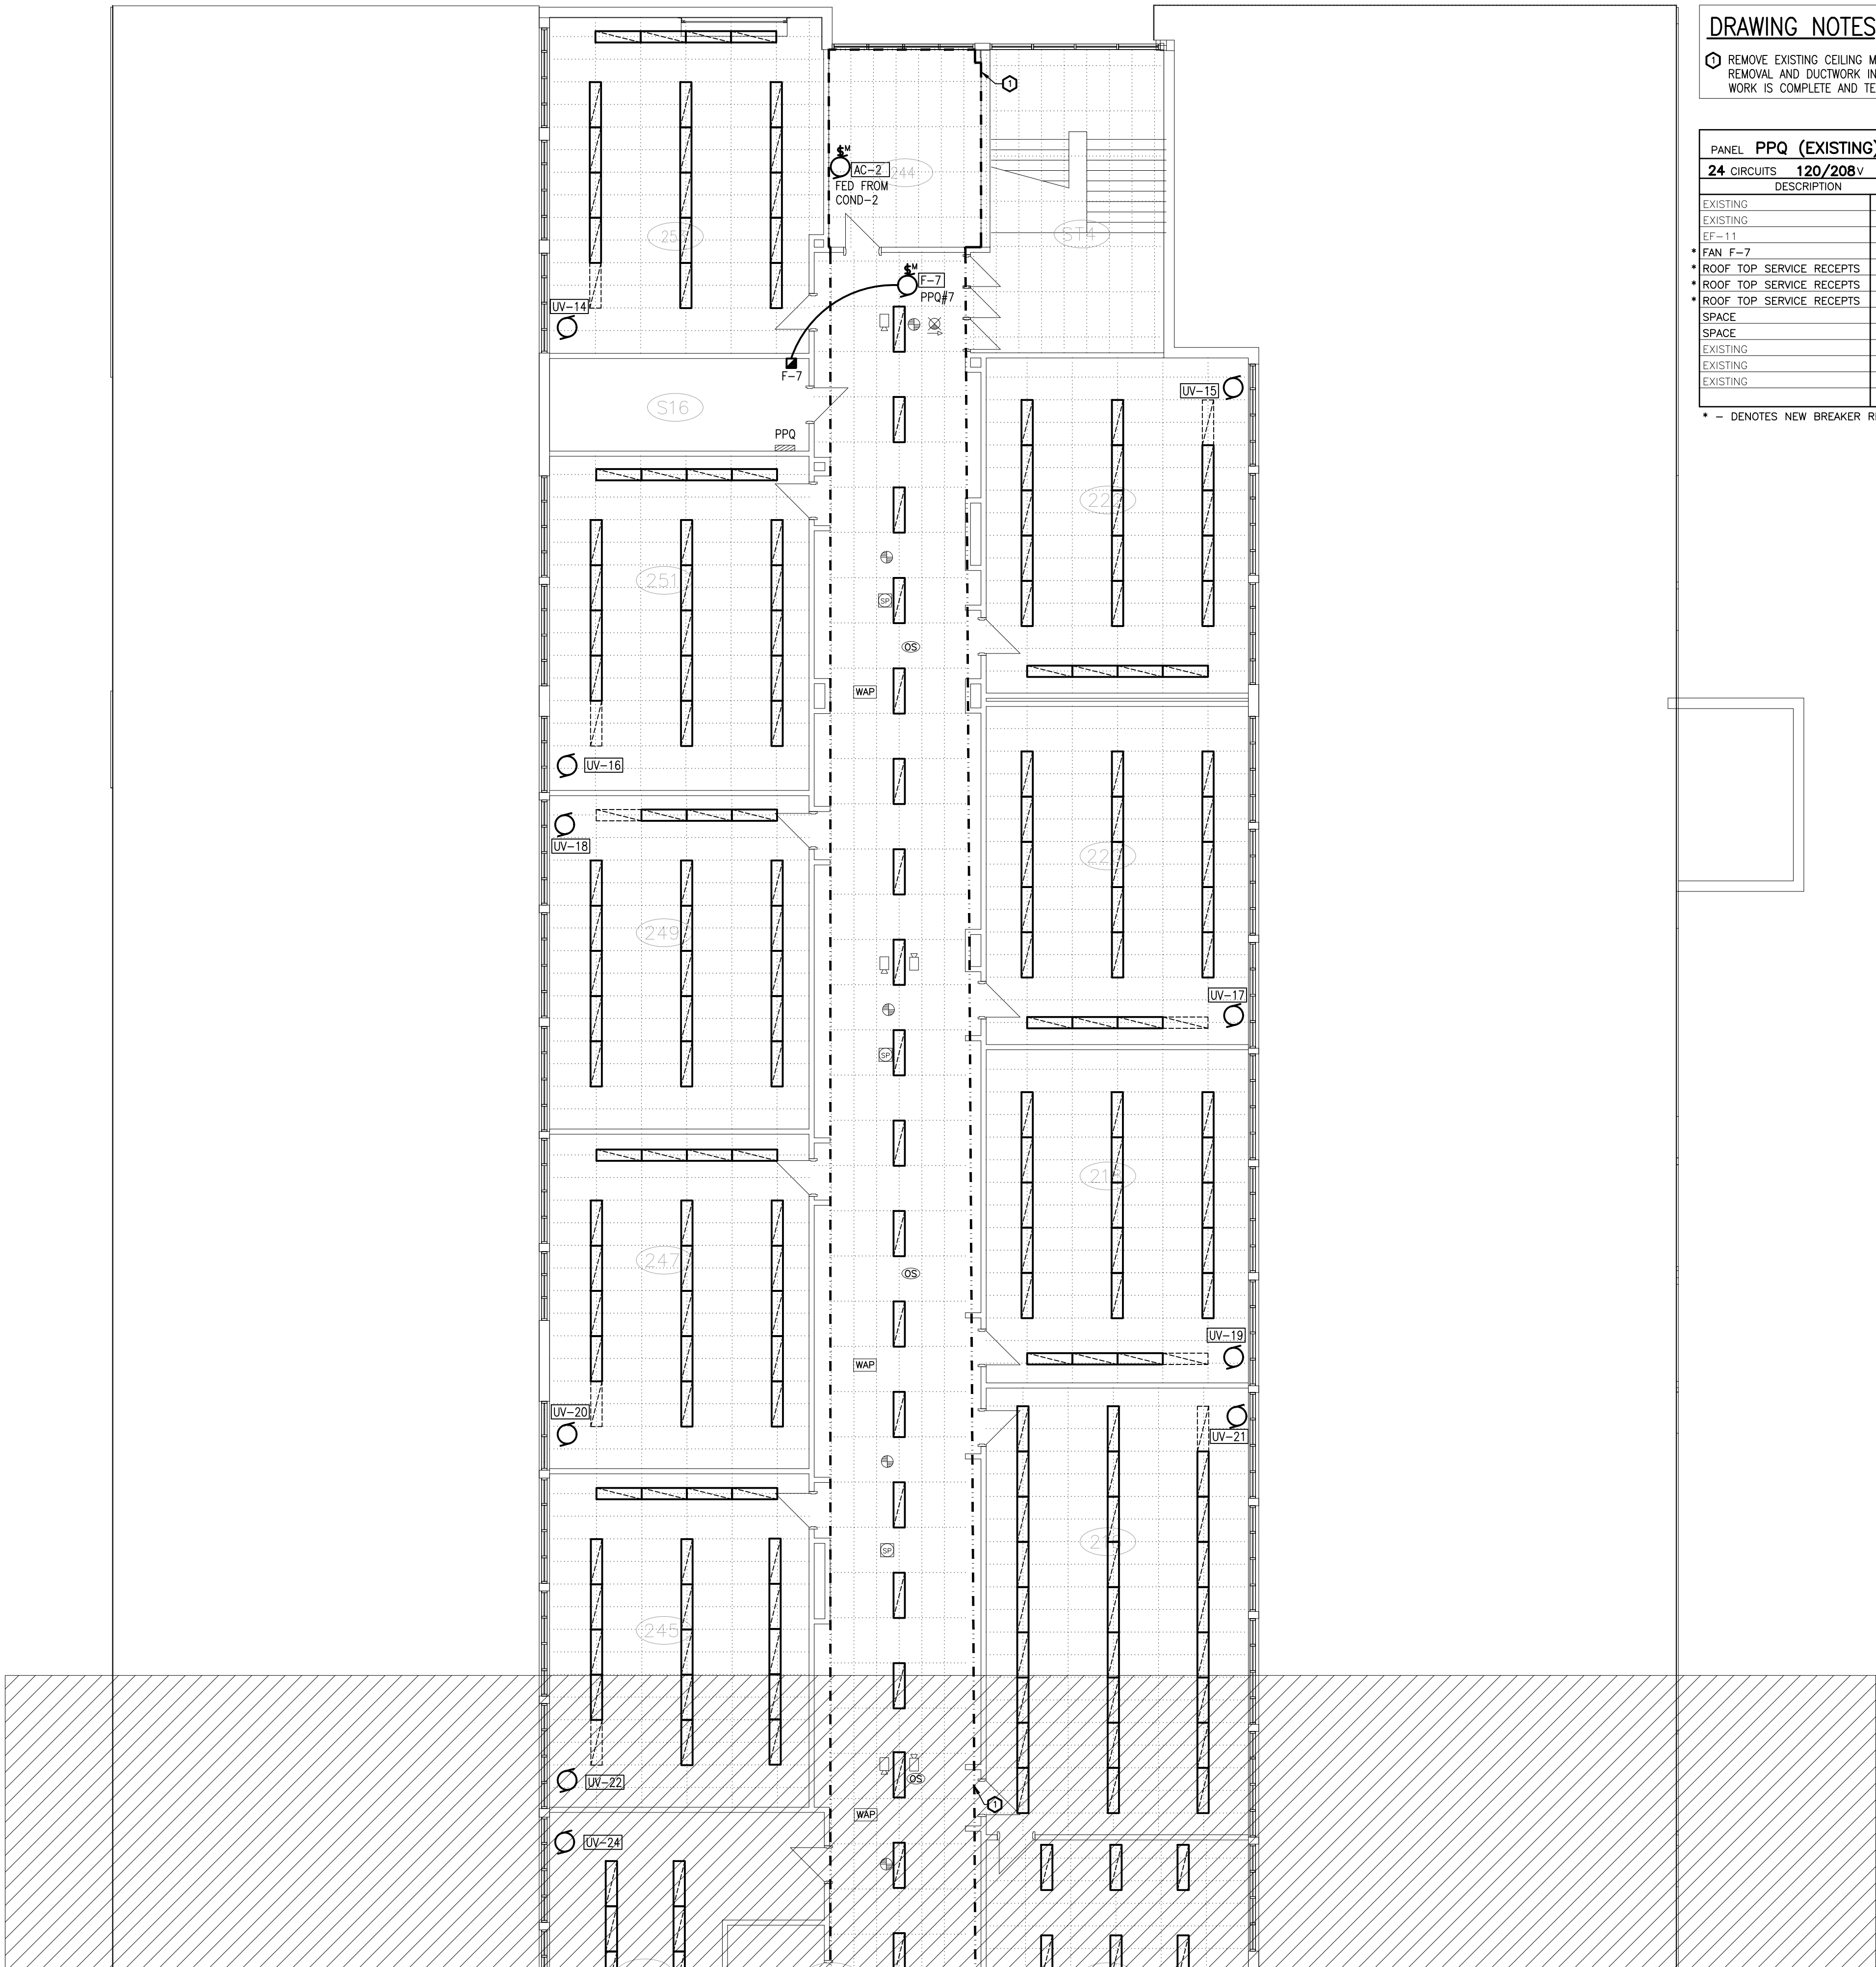 DRAWING NOTES
1 REMOVE EXISTING CEILING
REMOVAL AND DUCTWORK
WORK IS COMPLETE AND
PANEL PPQ (EXISTING)
24 CIRCUITS 120/208V
DESCRIPTION
EXISTING
EXISTING
EF-11
* FAN F-7
* ROOF TOP SERVICE RECEPTS
* ROOF TOP SERVICE RECEPTS
* ROOF TOP SERVICE RECEPTS
SPACE
SPACE
EXISTING
EXISTING
EXISTING
* - DENOTES NEW BREAKER
1
$M
AC-2
244
FED FROM
COND-2
ST4
$M
F-7
PPQ#7
UV-14
F-7
S16
PPQ
UV-15
222
251
SP
OS
WAP
UV-16
UV-18
249
UV-17
SP
247
OS
UV-19
WAP
UV-20
UV-21
SP
245
OS
UV-22
1
WAP
UV-24